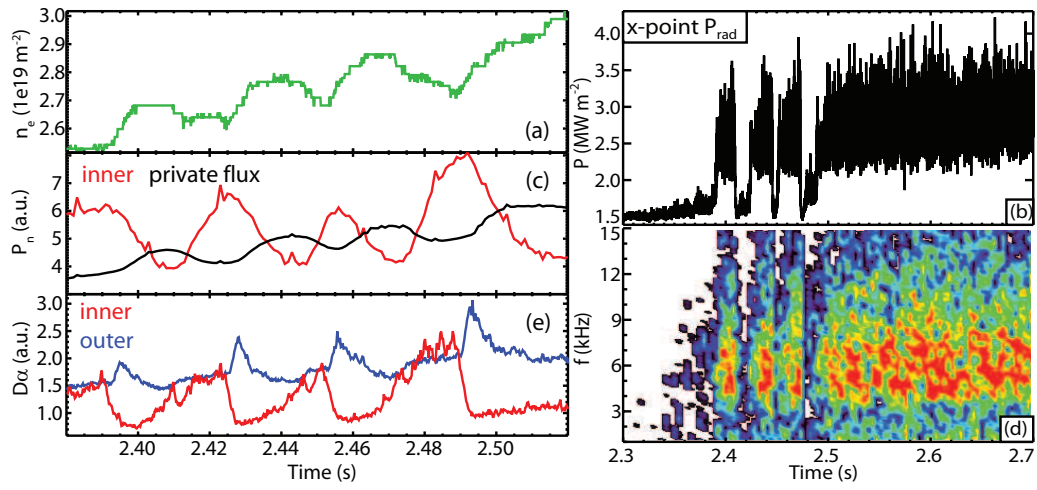 n_e (1e19 m⁻²)
3.0
2.9
2.8
2.7
2.6
(a)
inner private flux
P_n (a.u.)
6
5
4
(c)
inner
outer
Dα (a.u.)
3.0
2.5
2.0
1.5
1.0
(e)
2.40 2.42 2.44 2.46 2.48 2.50
Time (s)
x-point P_rad
P (MW m⁻²)
4.0
3.5
3.0
2.5
2.0
1.5
(b)
f (kHz)
15
12
9
6
3
(d)
2.3 2.4 2.5 2.6 2.7
Time (s)